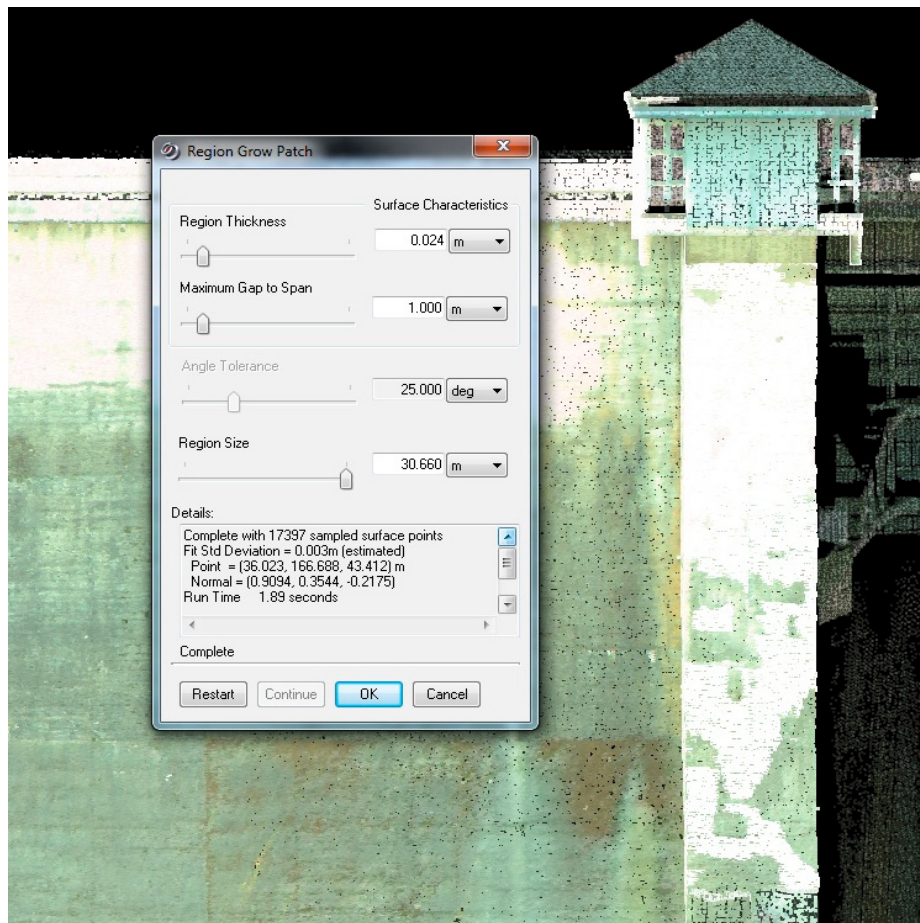 Region Grow Patch
Surface Characteristics
Region Thickness
0.024 m
Maximum Gap to Span
1.000 m
Angle Tolerance
25.000 deg
Region Size
30.660 m
Details:
Complete with 17397 sampled surface points
Fit Std Deviation = 0.003m (estimated)
Point = (36.023, 166.688, 43.412) m
Normal = (0.9094, 0.3544, -0.2175)
Run Time 1.89 seconds
Complete
Restart Continue OK Cancel